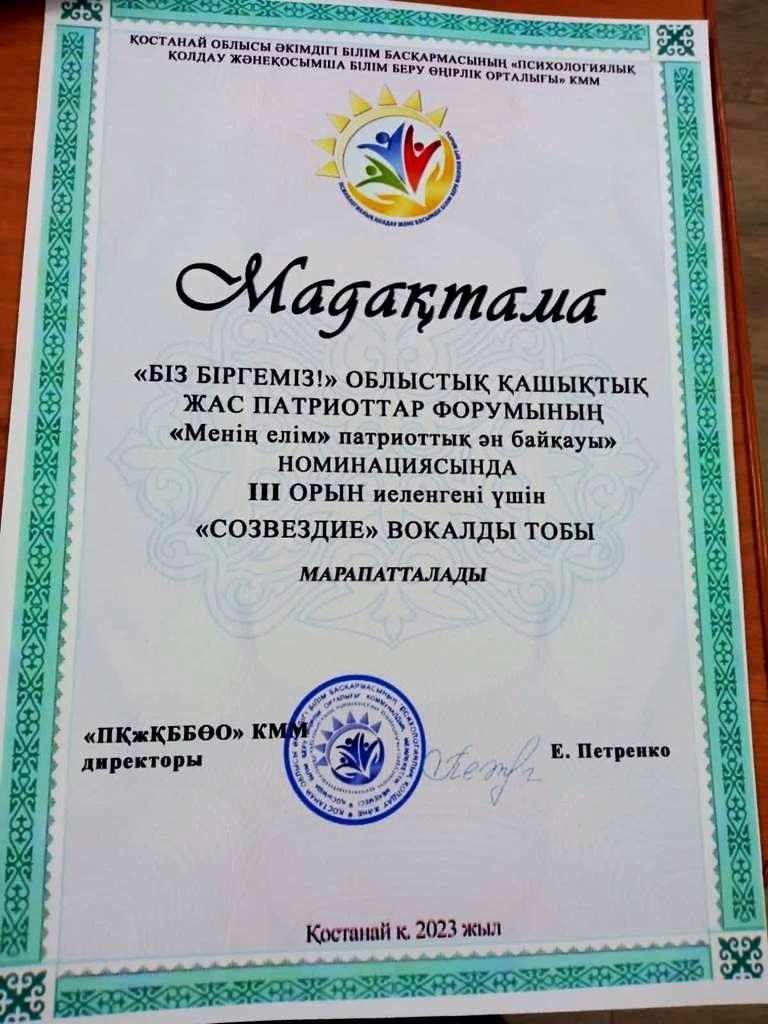 ҚОСТАНАЙ ОБЛЫСЫ ӘКІМДІГІ БІЛІМ БАСҚАРМАСЫНЫҢ «ПСИХОЛОГИЯЛЫҚ
ҚОЛДАУ ЖӘНЕҚОСЫМША БІЛІМ БЕРУ ӨҢІРЛІК ОРТАЛЫҒЫ» КММ
Мадақтама
«БІЗ БІРГЕМІЗ!» ОБЛЫСТЫҚ ҚАШЫҚТЫҚ
ЖАС ПАТРИОТТАР ФОРУМЫНЫҢ
«Менің елім» патриоттық ән байқауы»
НОМИНАЦИЯСЫНДА
III ОРЫН иеленгені үшін
«СОЗВЕЗДИЕ» ВОКАЛДЫ ТОБЫ
МАРАПАТТАЛАДЫ
«ПҚжҚББӨО» КММ
директоры
Е. Петренко
Қостанай қ. 2023 жыл